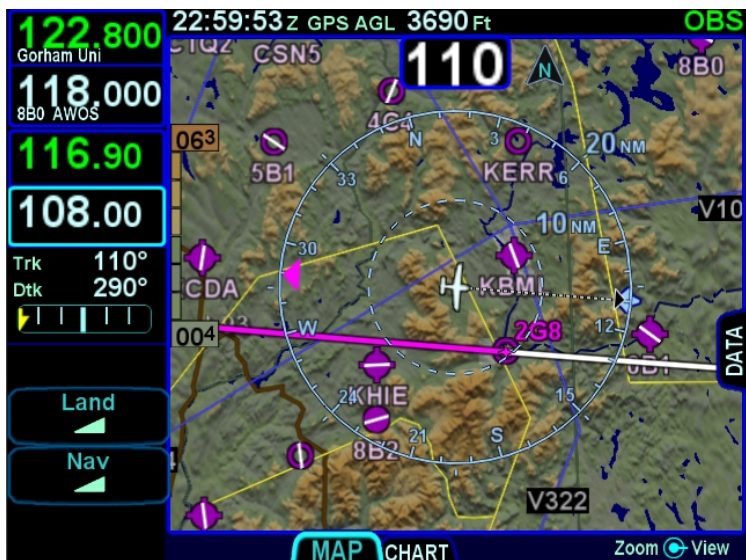 122.800
Gorham Uni
118.000
8B0 AWOS
116.90
108.00
Trk 110°
Dtk 290°
Land
Nav
22:59:53 Z GPS AGL 3690 Ft OBS
110
N
CSN5
8B0
4C4
063
5B1
KERR
20 NM
N
3
6
33
V10
10 NM
30
E
CDA
KBML
W
12
004
2G8
6B1
DATA
KHIE
24
15
8B2
21
S
V322
MAP
CHART
Zoom View